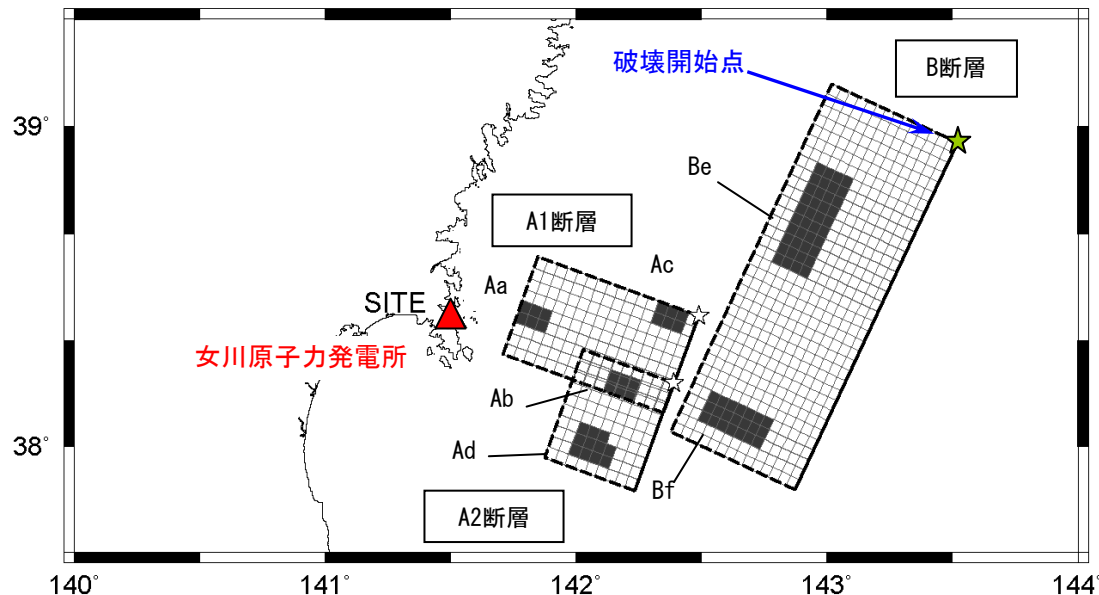 破壊開始点
B断層
39°
Be
A1断層
Ac
Aa
SITE
女川原子力発電所
Ab
38°
Ad
Bf
A2断層
140°
141°
142°
143°
144°